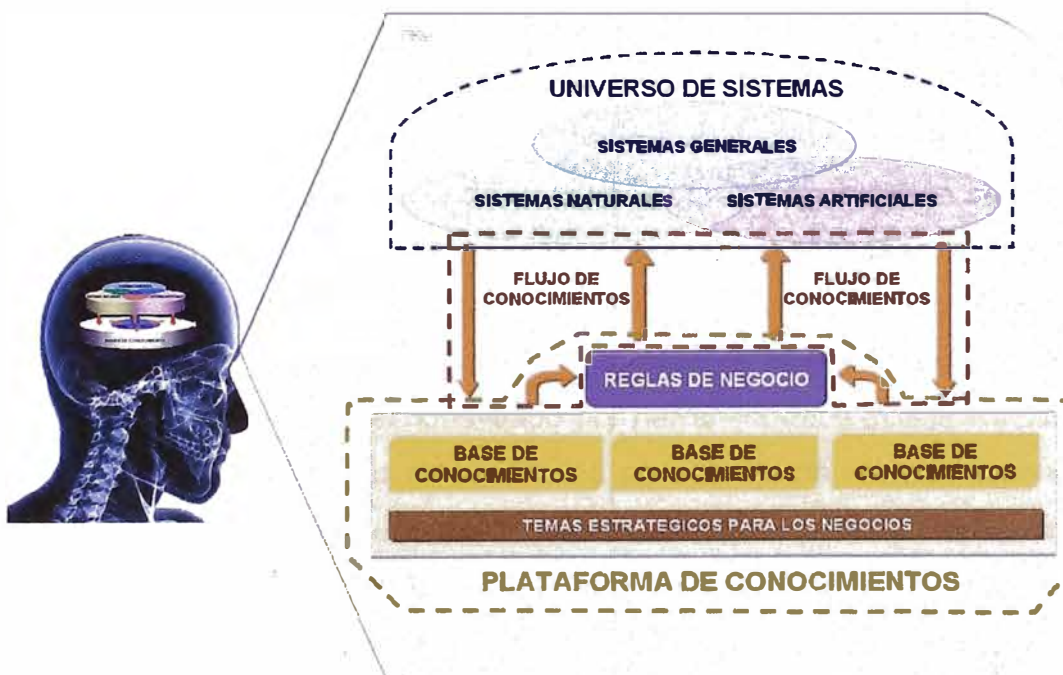 UNIVERSO DE SISTEMAS
SISTEMAS GENERALES
SISTEMAS NATURALES
SISTEMAS ARTIFICIALES
FLUJO DE
CONOCIMIENTOS
FLUJO DE
CONOCIMIENTOS
REGLAS DE NEGOCIO
BASE DE
CONOCIMIENTOS
BASE DE
CONOCIMIENTOS
BASE DE
CONOCIMIENTOS
TEMAS ESTRATEGICOS PARA LOS NEGOCIOS
PLATAFORMA DE CONOCIMIENTOS